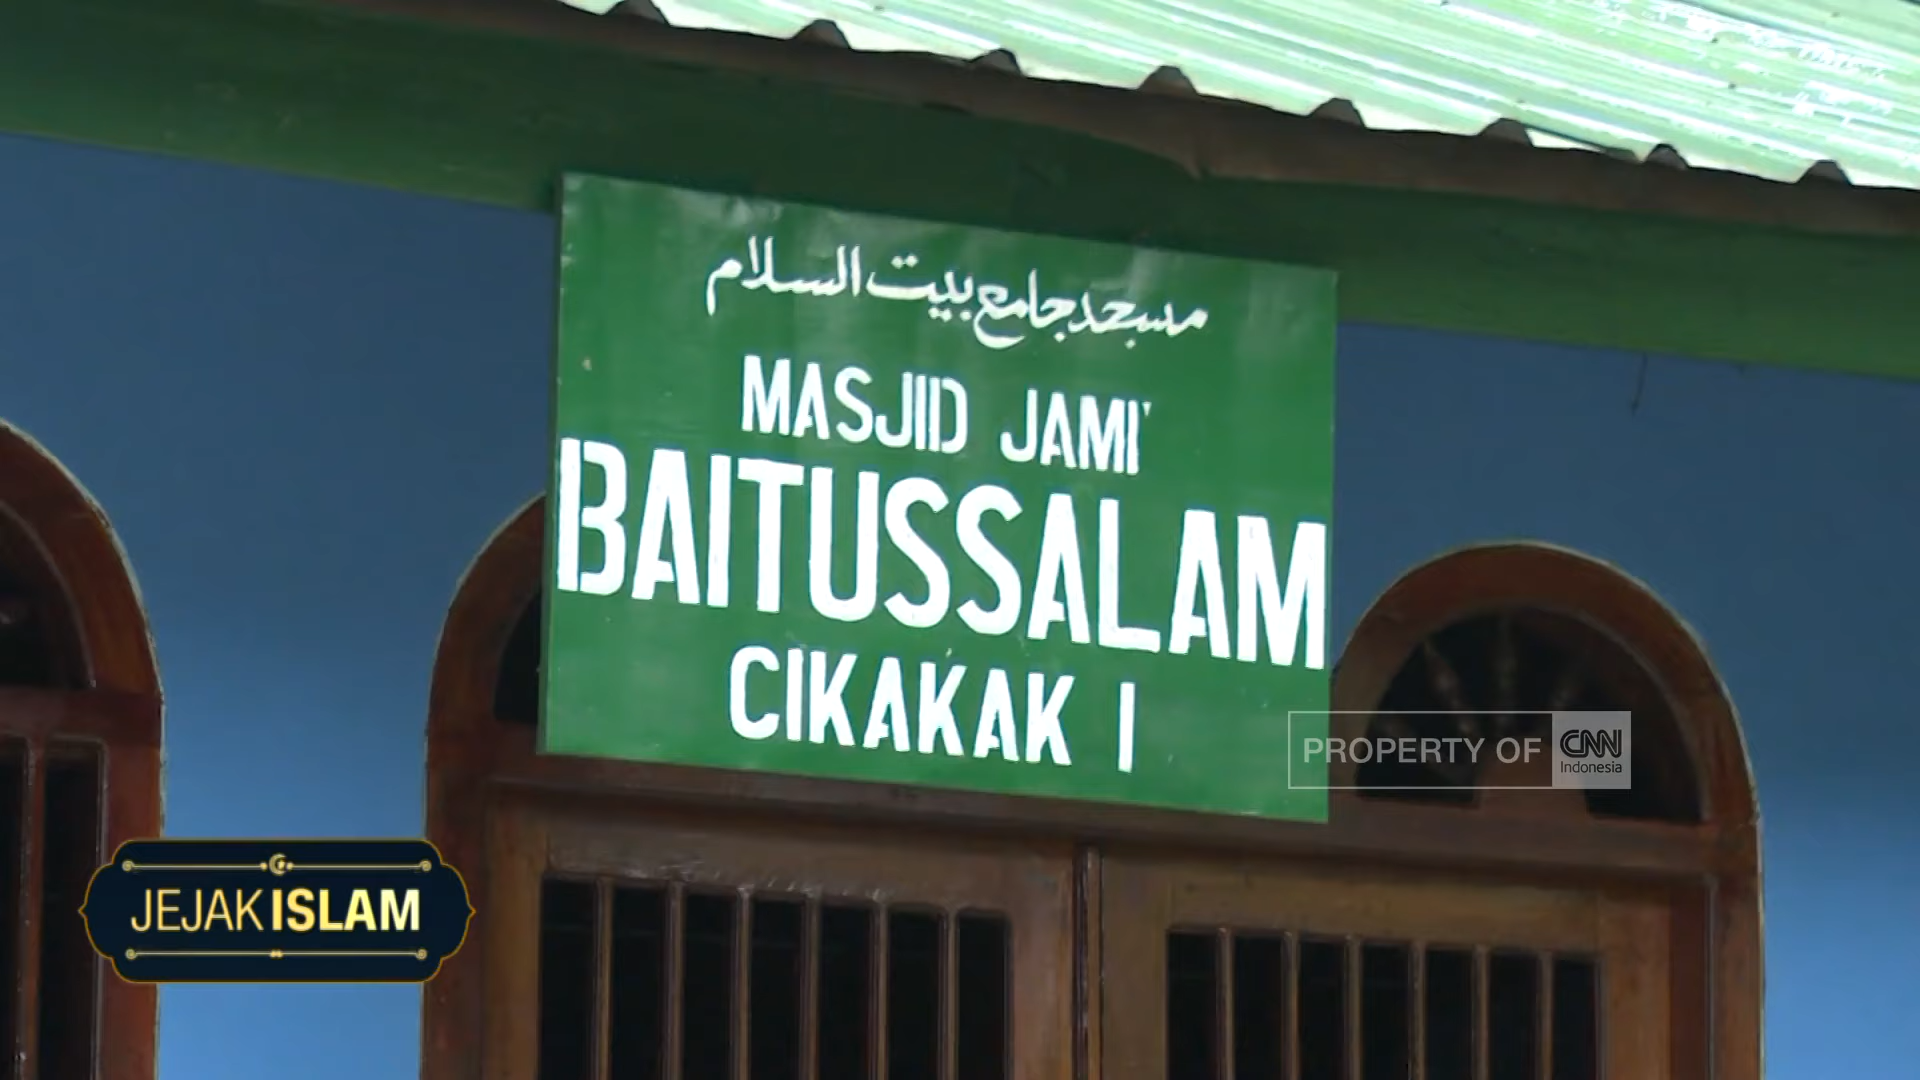 مسجد جامع بيت السلام
MASJID JAMI'
BAITUSSALAM
CIKAKAK I
PROPERTY OF CNN Indonesia
JEJAK ISLAM